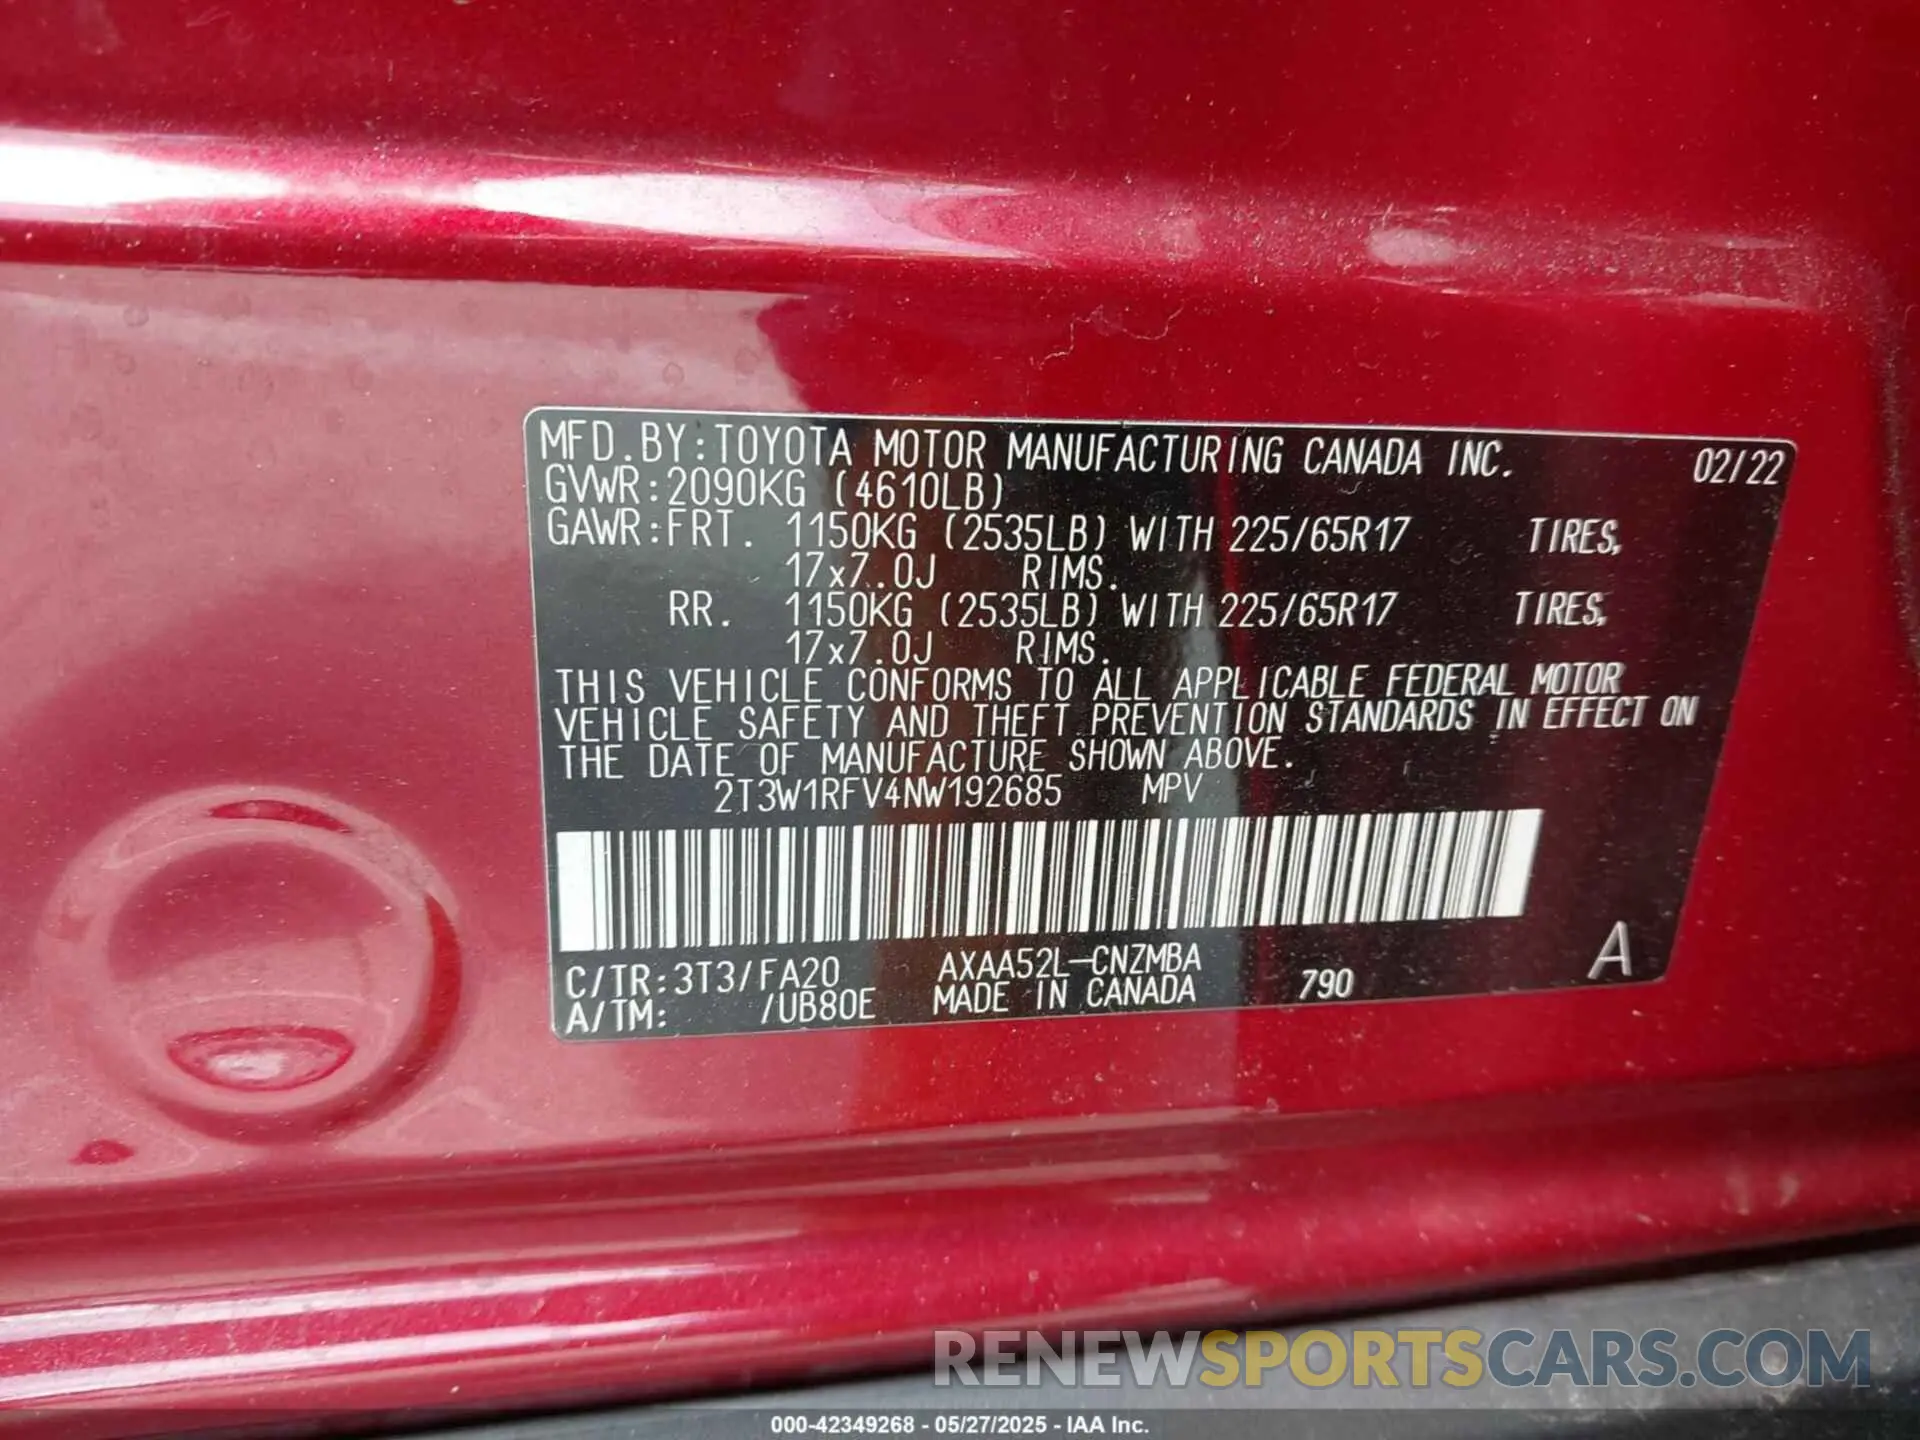 MFD.BY:TOYOTA MOTOR MANUFACTURING CANADA INC. 02/22
GVWR:2090KG (4610LB)
GAWR:FRT. 1150KG (2535LB) WITH 225/65R17 TIRES,
17x7.0J RIMS.
RR. 1150KG (2535LB) WITH 225/65R17 TIRES,
17x7.0J RIMS.
THIS VEHICLE CONFORMS TO ALL APPLICABLE FEDERAL MOTOR
VEHICLE SAFETY AND THEFT PREVENTION STANDARDS IN EFFECT ON
THE DATE OF MANUFACTURE SHOWN ABOVE.
2T3W1RFV4NW192685 MPV
C/TR:3T3/FA20 AXAA52L-CNZMBA 790 A
A/TM: /UB80E MADE IN CANADA
RENEWSPORTSCARS.COM
000-42349268 - 05/27/2025 - IAA Inc.